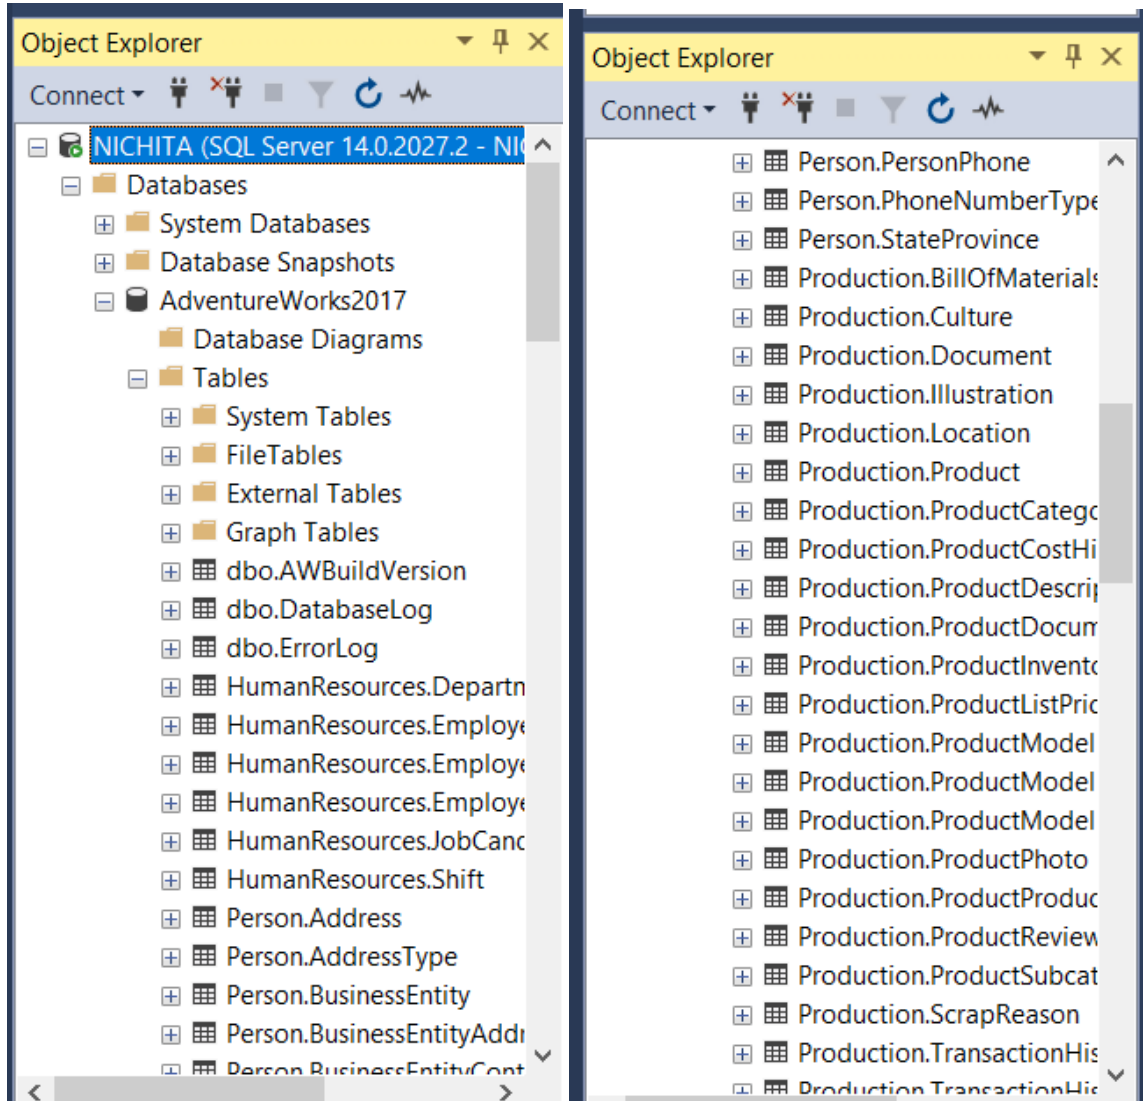 Object Explorer
Connect
NICHITA (SQL Server 14.0.2027.2 - NI
Databases
System Databases
Database Snapshots
AdventureWorks2017
Database Diagrams
Tables
System Tables
FileTables
External Tables
Graph Tables
dbo.AWBuildVersion
dbo.DatabaseLog
dbo.ErrorLog
HumanResources.Departn
HumanResources.Employe
HumanResources.Employe
HumanResources.Employe
HumanResources.JobCanc
HumanResources.Shift
Person.Address
Person.AddressType
Person.BusinessEntity
Person.BusinessEntityAddr
Person.BusinessEntityCont
Object Explorer
Connect
Person.PersonPhone
Person.PhoneNumberType
Person.StateProvince
Production.BillOfMaterials
Production.Culture
Production.Document
Production.Illustration
Production.Location
Production.Product
Production.ProductCatego
Production.ProductCostHi
Production.ProductDescrip
Production.ProductDocum
Production.ProductInvento
Production.ProductListPric
Production.ProductModel
Production.ProductModel
Production.ProductModel
Production.ProductPhoto
Production.ProductProduc
Production.ProductReview
Production.ProductSubcat
Production.ScrapReason
Production.TransactionHis
Production.TransactionHis